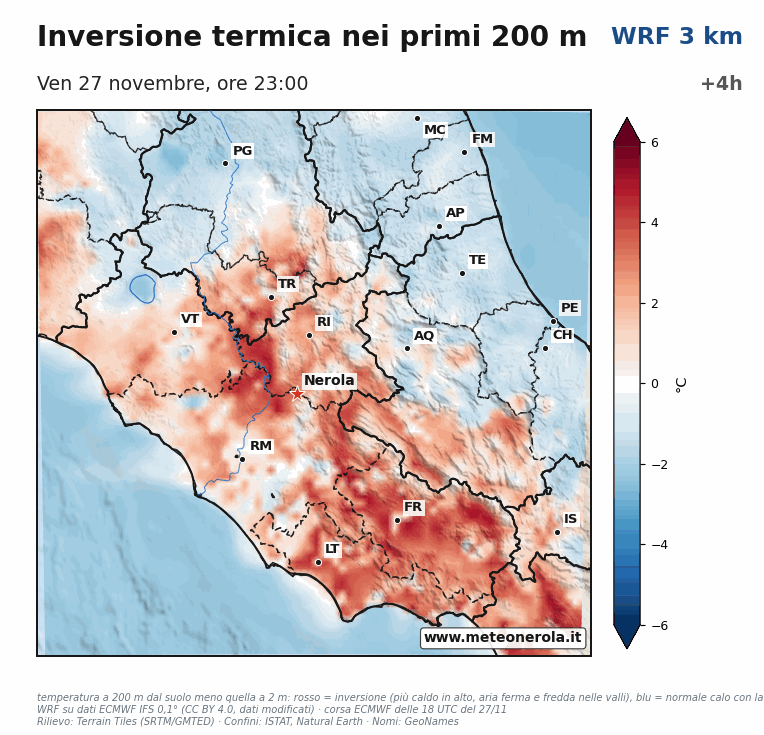 Inversione termica nei primi 200 m
WRF 3 km
Ven 27 novembre, ore 23:00
+4h
MC
FM
PG
AP
TE
TR
PE
VT
RI
AQ
CH
Nerola
RM
FR
IS
LT
www.meteonerola.it
6
4
2
0
−2
−4
−6
°C
temperatura a 200 m dal suolo meno quella a 2 m: rosso = inversione (più caldo in alto, aria ferma e fredda nelle valli), blu = normale calo con la
WRF su dati ECMWF IFS 0,1° (CC BY 4.0, dati modificati) · corsa ECMWF delle 18 UTC del 27/11
Rilievo: Terrain Tiles (SRTM/GMTED) · Confini: ISTAT, Natural Earth · Nomi: GeoNames